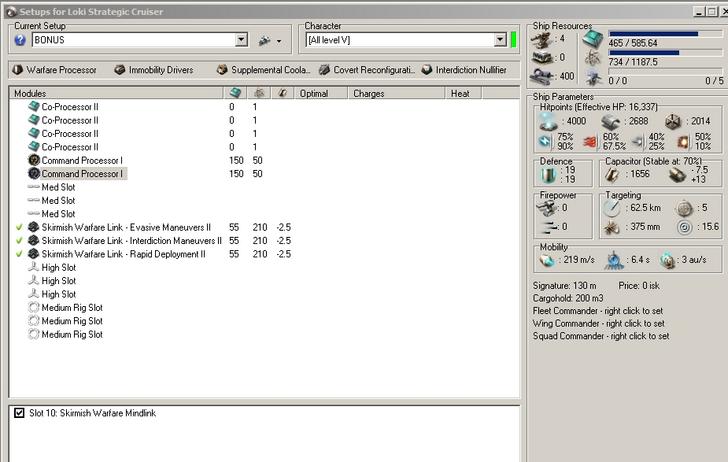 Setups for Loki Strategic Cruiser
Current Setup
BONUS
Character
[All level V]
Warfare Processor
Immobility Drivers
Supplemental Coola...
Covert Reconfigurati...
Interdiction Nullifier
Modules Optimal Charges Heat
Co-Processor II 0 1
Co-Processor II 0 1
Co-Processor II 0 1
Co-Processor II 0 1
Command Processor I 150 50
Command Processor I 150 50
Med Slot
Med Slot
Med Slot
Skirmish Warfare Link - Evasive Maneuvers II 55 210 -2.5
Skirmish Warfare Link - Interdiction Maneuvers II 55 210 -2.5
Skirmish Warfare Link - Rapid Deployment II 55 210 -2.5
High Slot
High Slot
High Slot
Medium Rig Slot
Medium Rig Slot
Medium Rig Slot
Slot 10: Skirmish Warfare Mindlink
Ship Resources
: 4
465 / 585.64
: 0
734 / 1187.5
: 400
0 / 0
0 / 5
Ship Parameters
Hitpoints (Effective HP: 16,337)
: 4000 : 2688 : 2014
75% 60% 40% 50%
90% 67.5% 25% 10%
Defence
: 19
: 19
Capacitor (Stable at: 70%)
: 1656
- 7.5
+13
Firepower
: 0
: 0
Targeting
: 62.5 km : 5
: 375 mm : 15.6
Mobility
: 219 m/s : 6.4 s : 3 au/s
Signature: 130 m Price: 0 isk
Cargohold: 200 m3
Fleet Commander - right click to set
Wing Commander - right click to set
Squad Commander - right click to set